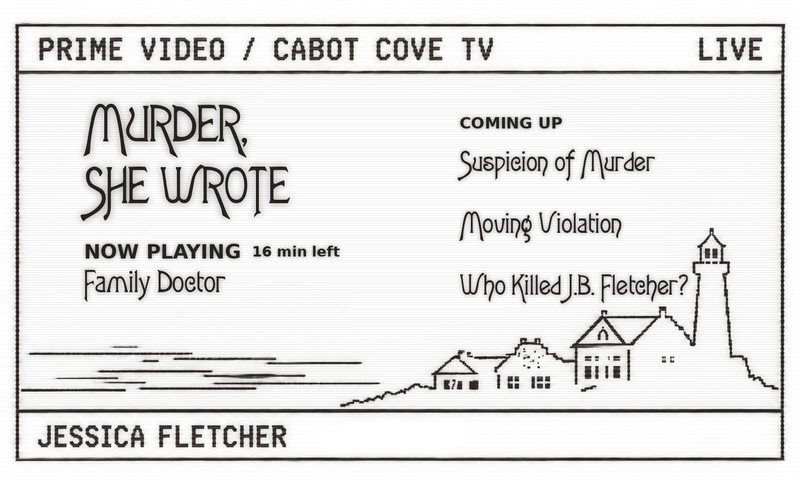 PRIME VIDEO / CABOT COVE TV
LIVE
MURDER,
SHE WROTE
NOW PLAYING 16 min left
Family Doctor
COMING UP
Suspicion of Murder
Moving Violation
Who Killed J.B. Fletcher?
JESSICA FLETCHER